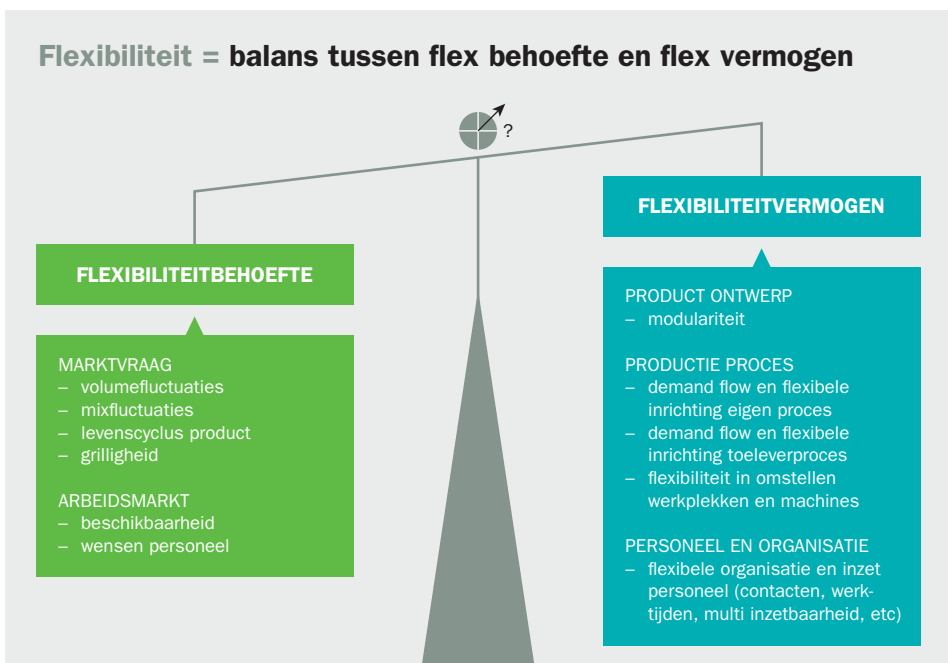 Flexibiliteit = balans tussen flex behoefte en flex vermogen
?
FLEXIBILITEITBEHOEFTE
MARKTVRAAG
– volumefluctuaties
– mixfluctuaties
– levenscyclus product
– grilligheid
ARBEIDSMARKT
– beschikbaarheid
– wensen personeel
FLEXIBILITEITVERMOGEN
PRODUCT ONTWERP
– modulariteit
PRODUCTIE PROCES
– demand flow en flexibele
inrichting eigen proces
– demand flow en flexibele
inrichting toeleverproces
– flexibiliteit in omstellen
werkplekken en machines
PERSONEEL EN ORGANISATIE
– flexibele organisatie en inzet
personeel (contacten, werk-
tijden, multi inzetbaarheid, etc)